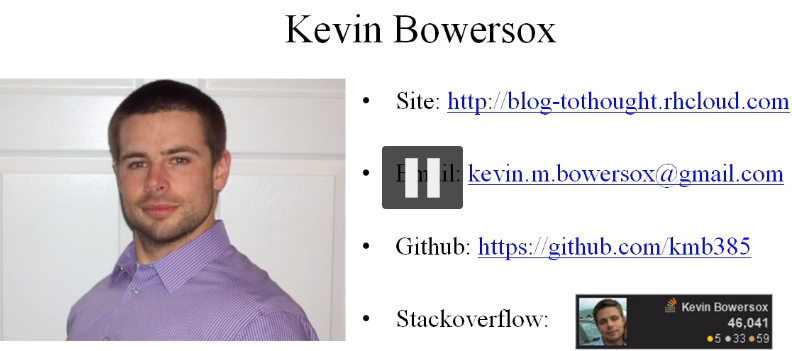 Kevin Bowersox
• Site: http://blog-tothought.rhcloud.com
• Email: kevin.m.bowersox@gmail.com
• Github: https://github.com/kmb385
• Stackoverflow:
Kevin Bowersox
46,041
5 33 59